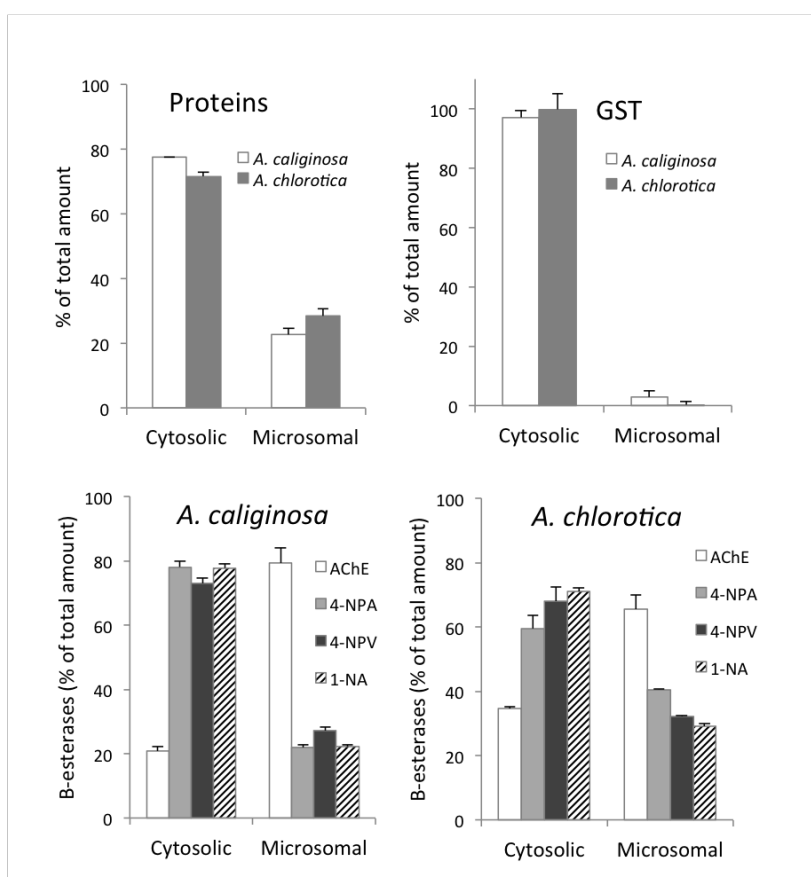 Proteins
% of total amount
100
80
60
40
20
0
A. caliginosa
A. chlorotica
Cytosolic
Microsomal
GST
% of total amount
100
80
60
40
20
0
A. caliginosa
A. chlorotica
Cytosolic
Microsomal
A. caliginosa
B-esterases (% of total amount)
100
80
60
40
20
0
AChE
4-NPA
4-NPV
1-NA
Cytosolic
Microsomal
A. chlorotica
B-esterases (% of total amount)
100
80
60
40
20
0
AChE
4-NPA
4-NPV
1-NA
Cytosolic
Microsomal